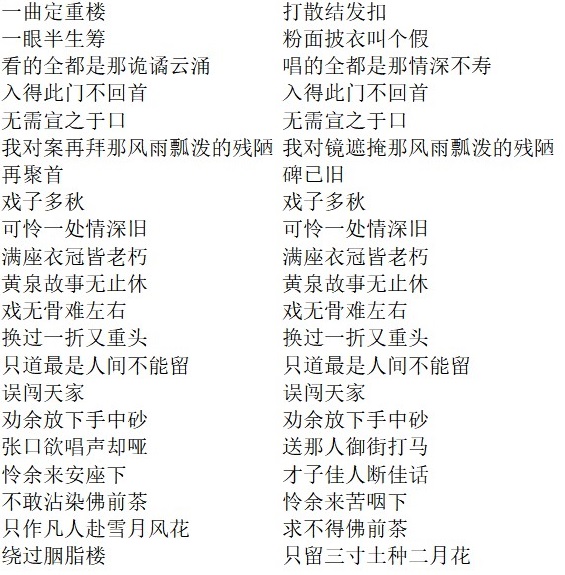 一曲定重楼
一眼半生筹
看的全都是那诡谲云涌
入得此门不回首
无需宣之于口
我对案再拜那风雨瓢泼的残陋
再聚首
戏子多秋
可怜一处情深旧
满座衣冠皆老朽
黄泉故事无止休
戏无骨难左右
换过一折又重头
只道最是人间不能留
误闯天家
劝余放下手中砂
张口欲唱声却哑
怜余来安座下
不敢沾染佛前茶
只作凡人赴雪月风花
绕过胭脂楼
打散结发扣
粉面披衣叫个假
唱的全都是那情深不寿
入得此门不回首
无需宣之于口
我对镜遮掩那风雨瓢泼的残陋
碑已旧
戏子多秋
可怜一处情深旧
满座衣冠皆老朽
黄泉故事无止休
戏无骨难左右
换过一折又重头
只道最是人间不能留
误闯天家
劝余放下手中砂
送那人御街打马
才子佳人断佳话
怜余来苦咽下
求不得佛前茶
只留三寸土种二月花